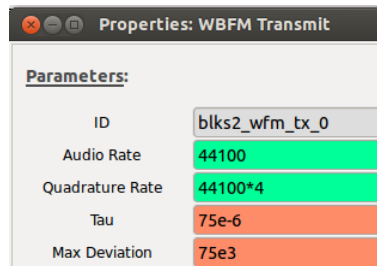 Properties: WBFM Transmit
Parameters:
ID blks2_wfm_tx_0
Audio Rate 44100
Quadrature Rate 44100*4
Tau 75e-6
Max Deviation 75e3